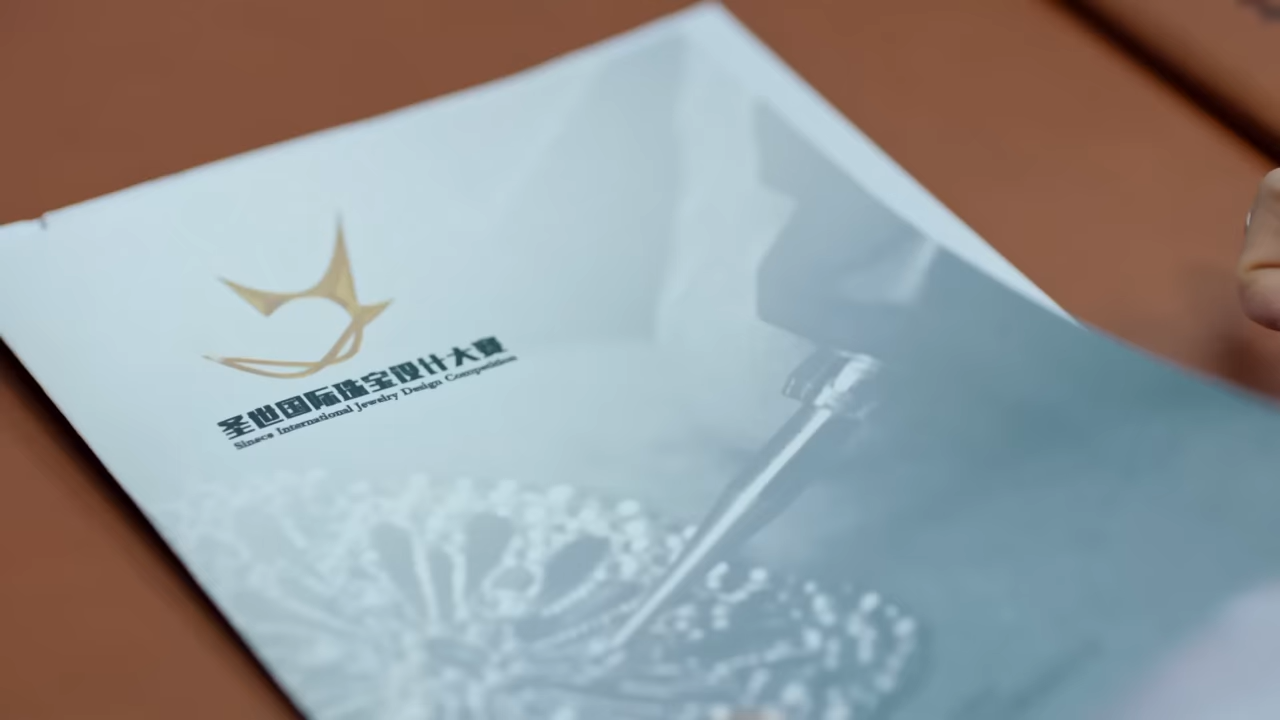 圣世国际珠宝设计大赛
Sinece International Jewelry Design Competition